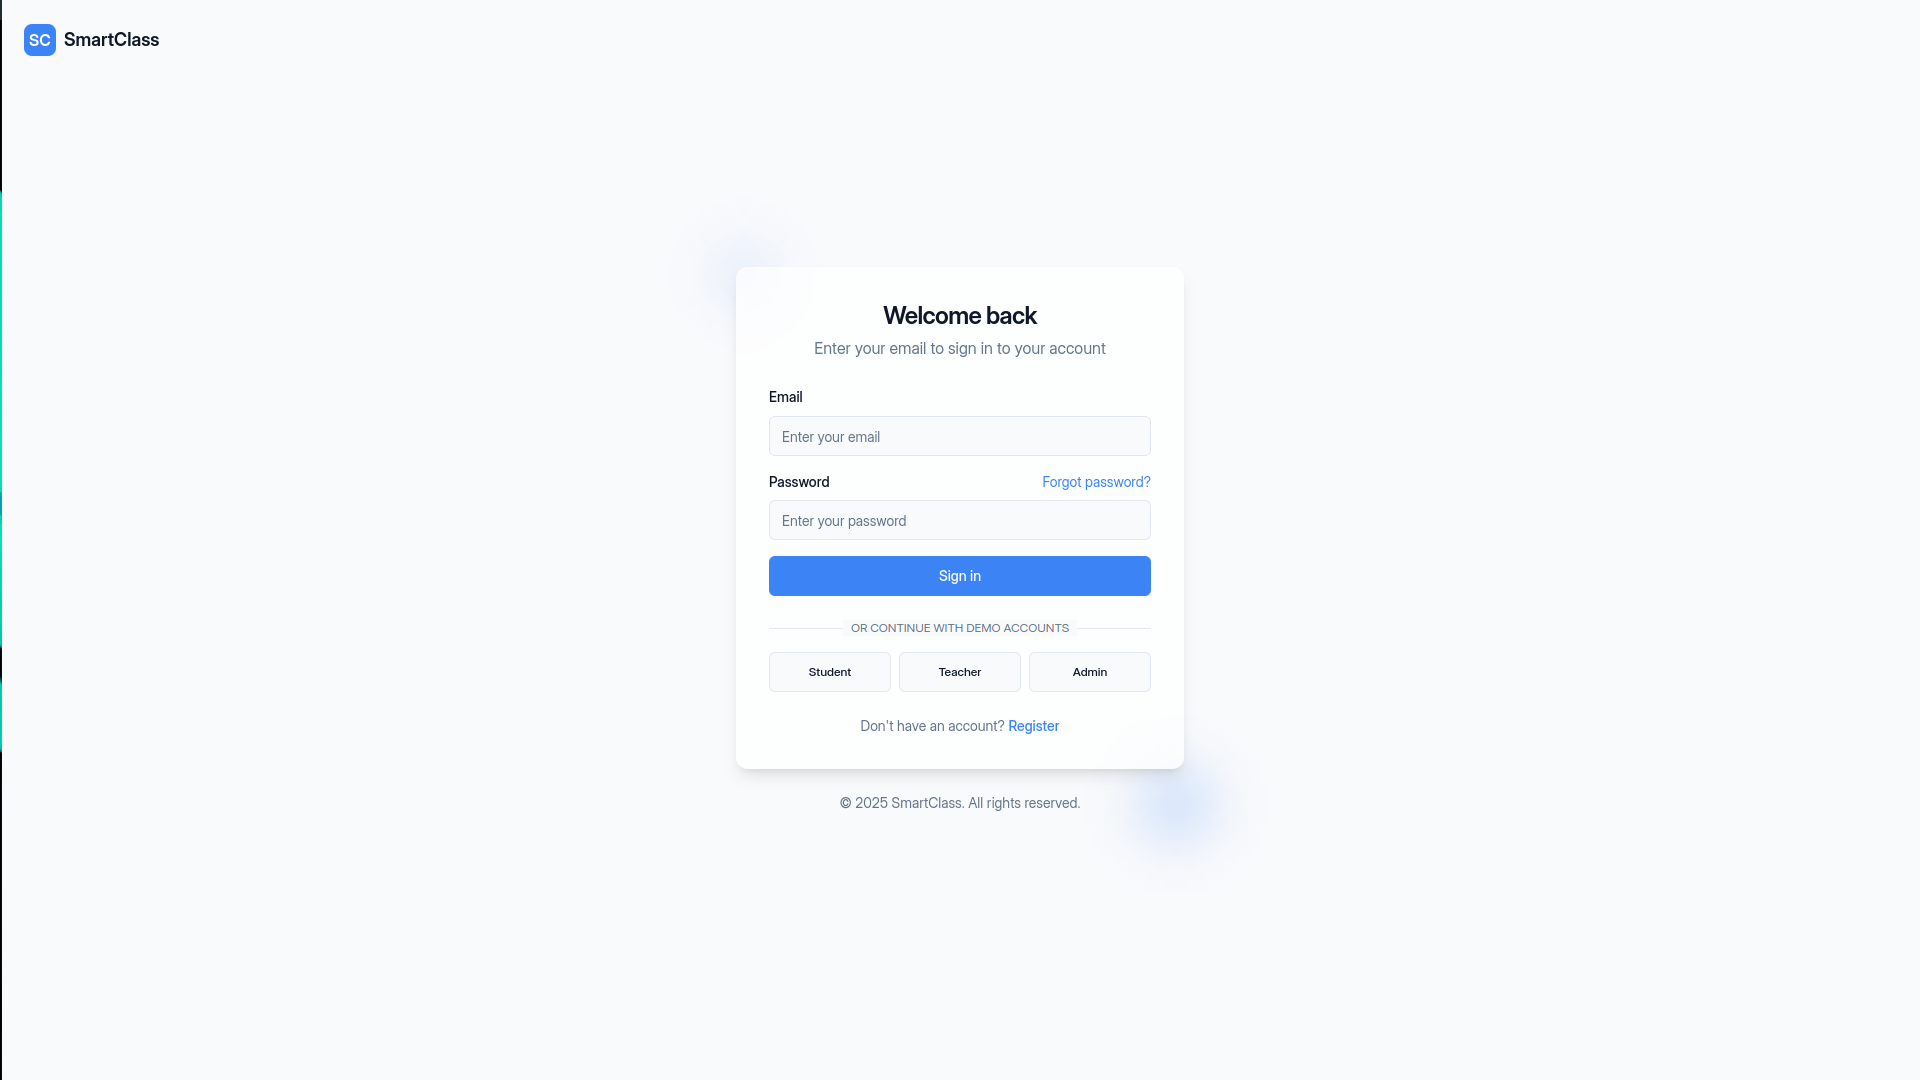 SC SmartClass
Welcome back
Enter your email to sign in to your account
Email
Enter your email
Password Forgot password?
Enter your password
Sign in
OR CONTINUE WITH DEMO ACCOUNTS
Student Teacher Admin
Don't have an account? Register
© 2025 SmartClass. All rights reserved.